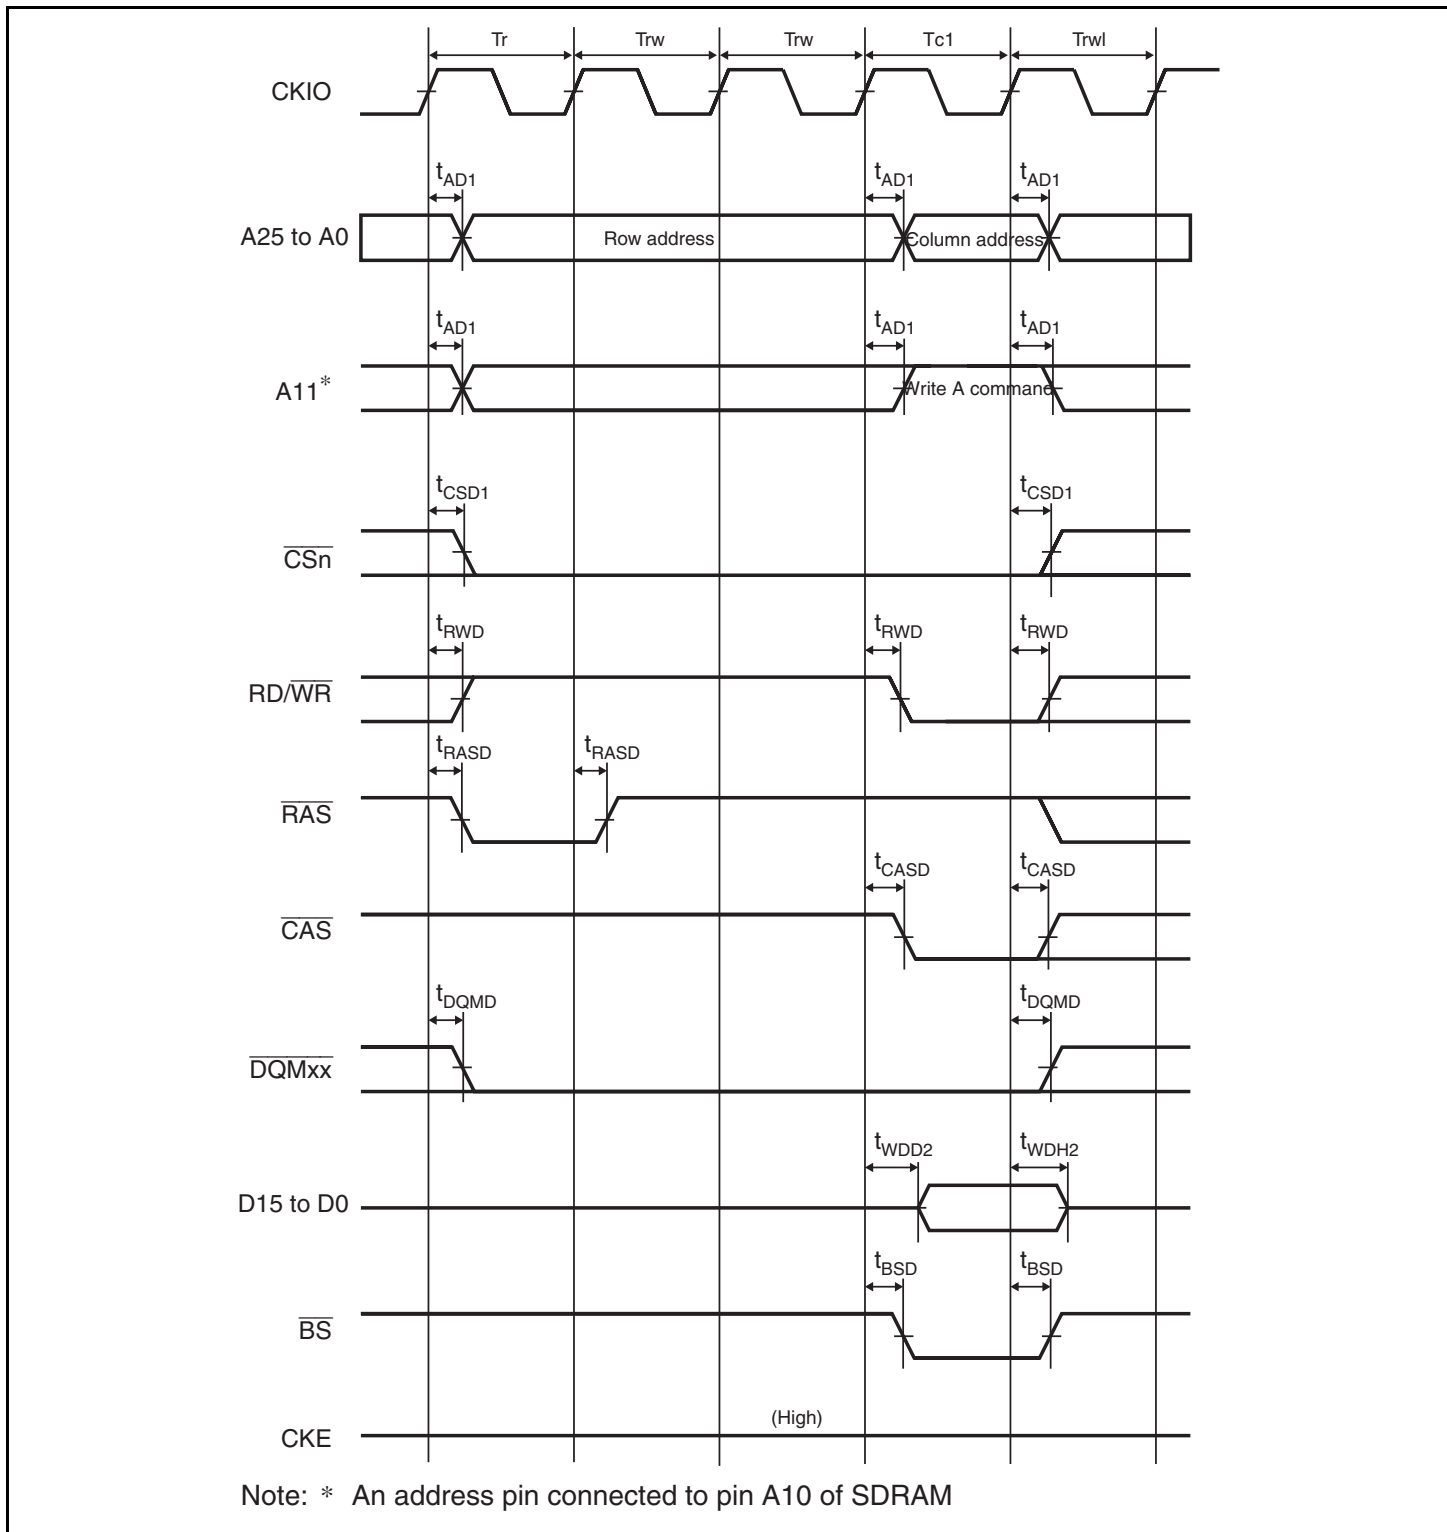 Tr Trw Trw Tc1 Trwl
CKIO
tAD1 tAD1 tAD1
A25 to A0 Row address Column address
tAD1 tAD1 tAD1
A11* Write A command
tCSD1 tCSD1
CSn
tRWD tRWD tRWD
RD/WR
tRASD tRASD
RAS
tCASD tCASD
CAS
tDQMD tDQMD
DQMxx
tWDD2 tWDH2
D15 to D0
tBSD tBSD
BS
(High)
CKE
Note: * An address pin connected to pin A10 of SDRAM